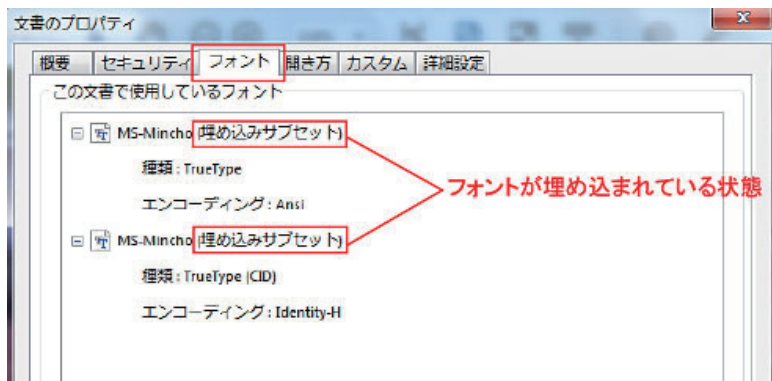 文書のプロパティ
概要 セキュリティ フォント 開き方 カスタム 詳細設定
この文書で使用しているフォント
MS-Mincho (埋め込みサブセット)
種類 : TrueType
エンコーディング : Ansi
フォントが埋め込まれている状態
MS-Mincho (埋め込みサブセット)
種類 : TrueType (CID)
エンコーディング : Identity-H